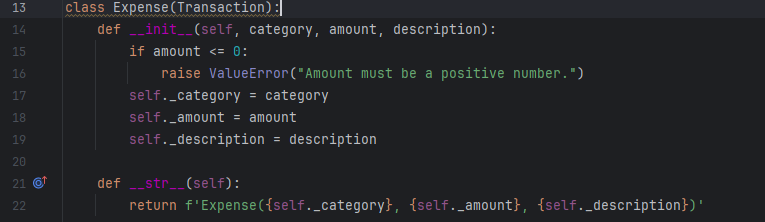 13 class Expense(Transaction):
14     def __init__(self, category, amount, description):
15         if amount <= 0:
16             raise ValueError("Amount must be a positive number.")
17         self._category = category
18         self._amount = amount
19         self._description = description
20
21     def __str__(self):
22         return f'Expense({self._category}, {self._amount}, {self._description})'